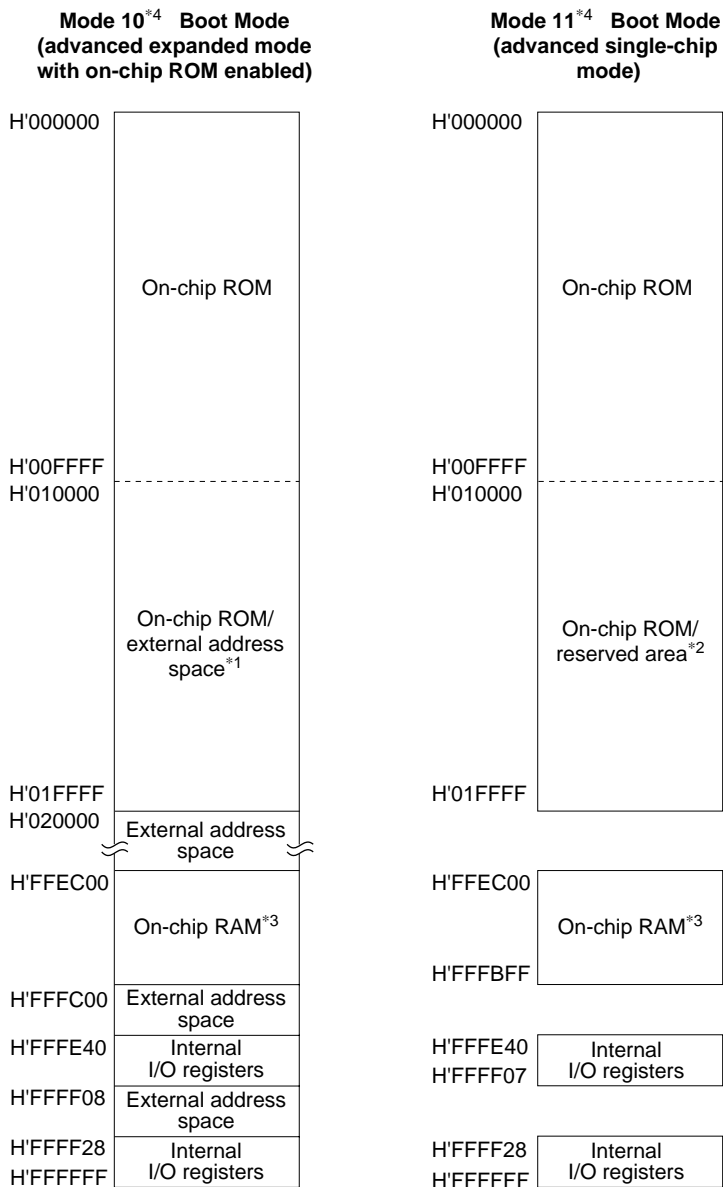 Mode 10*4 Boot Mode
(advanced expanded mode
with on-chip ROM enabled)
H'000000
On-chip ROM
H'00FFFF
H'010000
On-chip ROM/
external address
space*1
H'01FFFF
H'020000
External address
space
H'FFEC00
On-chip RAM*3
H'FFFC00
External address
space
H'FFFE40
Internal
I/O registers
H'FFFF08
External address
space
H'FFFF28
Internal
I/O registers
H'FFFFFF
Mode 11*4 Boot Mode
(advanced single-chip
mode)
H'000000
On-chip ROM
H'00FFFF
H'010000
On-chip ROM/
reserved area*2
H'01FFFF
H'FFEC00
On-chip RAM*3
H'FFFBFF
H'FFFE40
Internal
I/O registers
H'FFFF07
H'FFFF28
Internal
I/O registers
H'FFFFFF